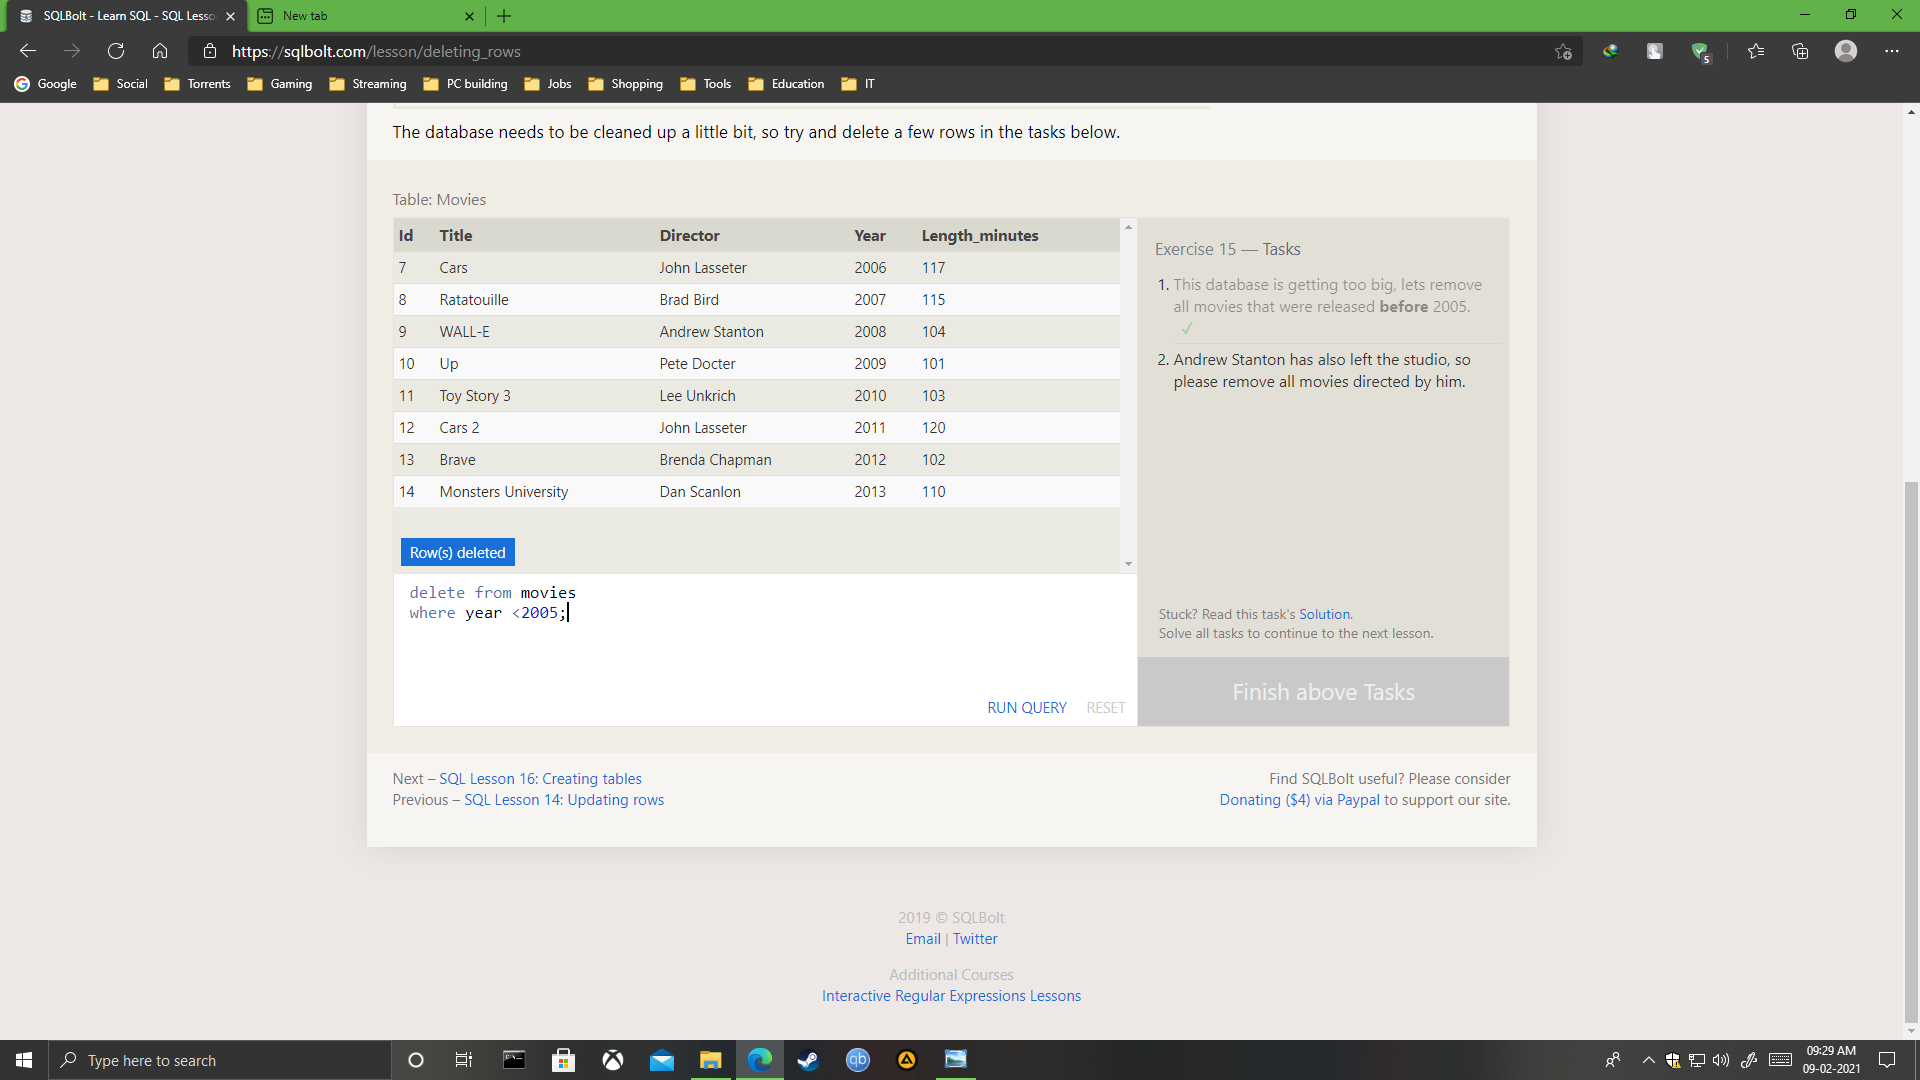 SQLBolt - Learn SQL - SQL Lesso
New tab
https://sqlbolt.com/lesson/deleting_rows
5
Google Social Torrents Gaming Streaming PC building Jobs Shopping Tools Education IT
The database needs to be cleaned up a little bit, so try and delete a few rows in the tasks below.
Table: Movies
Id Title Director Year Length_minutes
7 Cars John Lasseter 2006 117
8 Ratatouille Brad Bird 2007 115
9 WALL-E Andrew Stanton 2008 104
10 Up Pete Docter 2009 101
11 Toy Story 3 Lee Unkrich 2010 103
12 Cars 2 John Lasseter 2011 120
13 Brave Brenda Chapman 2012 102
14 Monsters University Dan Scanlon 2013 110
Row(s) deleted
delete from movies
where year <2005;
RUN QUERY RESET
Exercise 15 — Tasks
1. This database is getting too big, lets remove
all movies that were released before 2005.
✓
2. Andrew Stanton has also left the studio, so
please remove all movies directed by him.
Stuck? Read this task's Solution.
Solve all tasks to continue to the next lesson.
Finish above Tasks
Next – SQL Lesson 16: Creating tables
Previous – SQL Lesson 14: Updating rows
Find SQLBolt useful? Please consider
Donating ($4) via Paypal to support our site.
2019 © SQLBolt
Email | Twitter
Additional Courses
Interactive Regular Expressions Lessons
Type here to search
qb
09:29 AM
09-02-2021